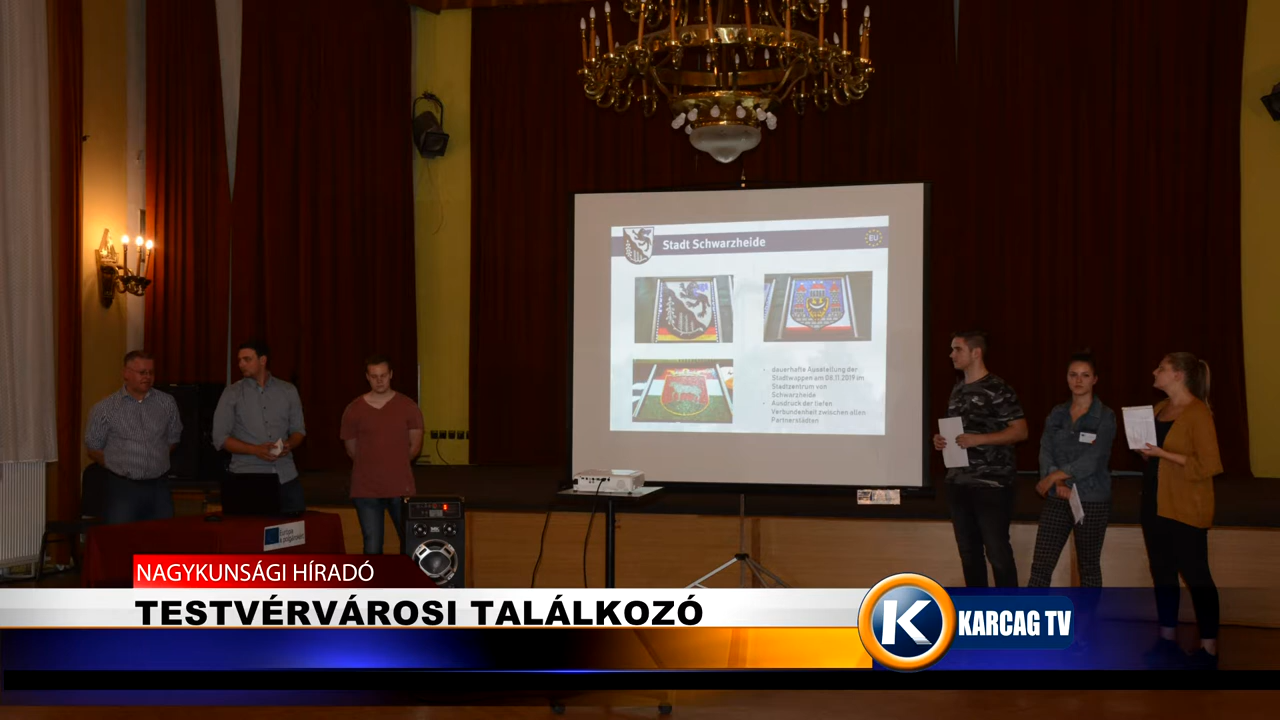 Stadt Schwarzheide
EU
dauerhafte Ausstellung der
Stadtwappen am 08.11.2019 im
Stadtzentrum von
Schwarzheide
Ausdruck der tiefen
Verbundenheit zwischen allen
Partnerstädten
NAGYKUNSÁGI HÍRADÓ
TESTVÉRVÁROSI TALÁLKOZÓ
K KARCAG TV